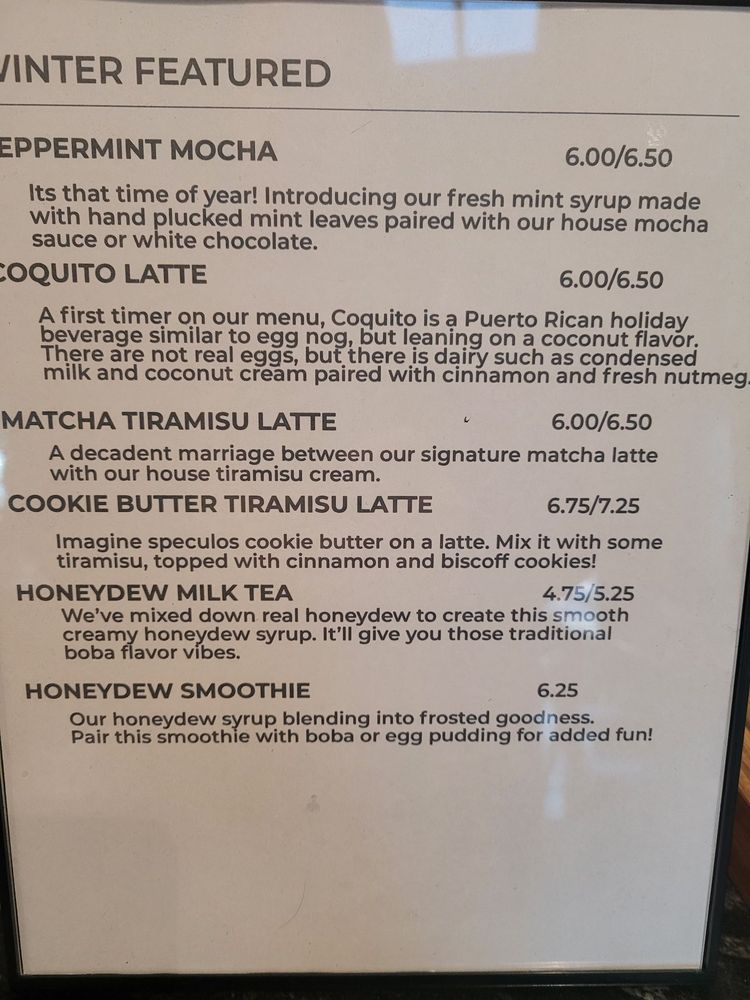 WINTER FEATURED
PEPPERMINT MOCHA 6.00/6.50
Its that time of year! Introducing our fresh mint syrup made
with hand plucked mint leaves paired with our house mocha
sauce or white chocolate.
COQUITO LATTE 6.00/6.50
A first timer on our menu, Coquito is a Puerto Rican holiday
beverage similar to egg nog, but leaning on a coconut flavor.
There are not real eggs, but there is dairy such as condensed
milk and coconut cream paired with cinnamon and fresh nutmeg.
MATCHA TIRAMISU LATTE 6.00/6.50
A decadent marriage between our signature matcha latte
with our house tiramisu cream.
COOKIE BUTTER TIRAMISU LATTE 6.75/7.25
Imagine speculos cookie butter on a latte. Mix it with some
tiramisu, topped with cinnamon and biscoff cookies!
HONEYDEW MILK TEA 4.75/5.25
We've mixed down real honeydew to create this smooth
creamy honeydew syrup. It'll give you those traditional
boba flavor vibes.
HONEYDEW SMOOTHIE 6.25
Our honeydew syrup blending into frosted goodness.
Pair this smoothie with boba or egg pudding for added fun!